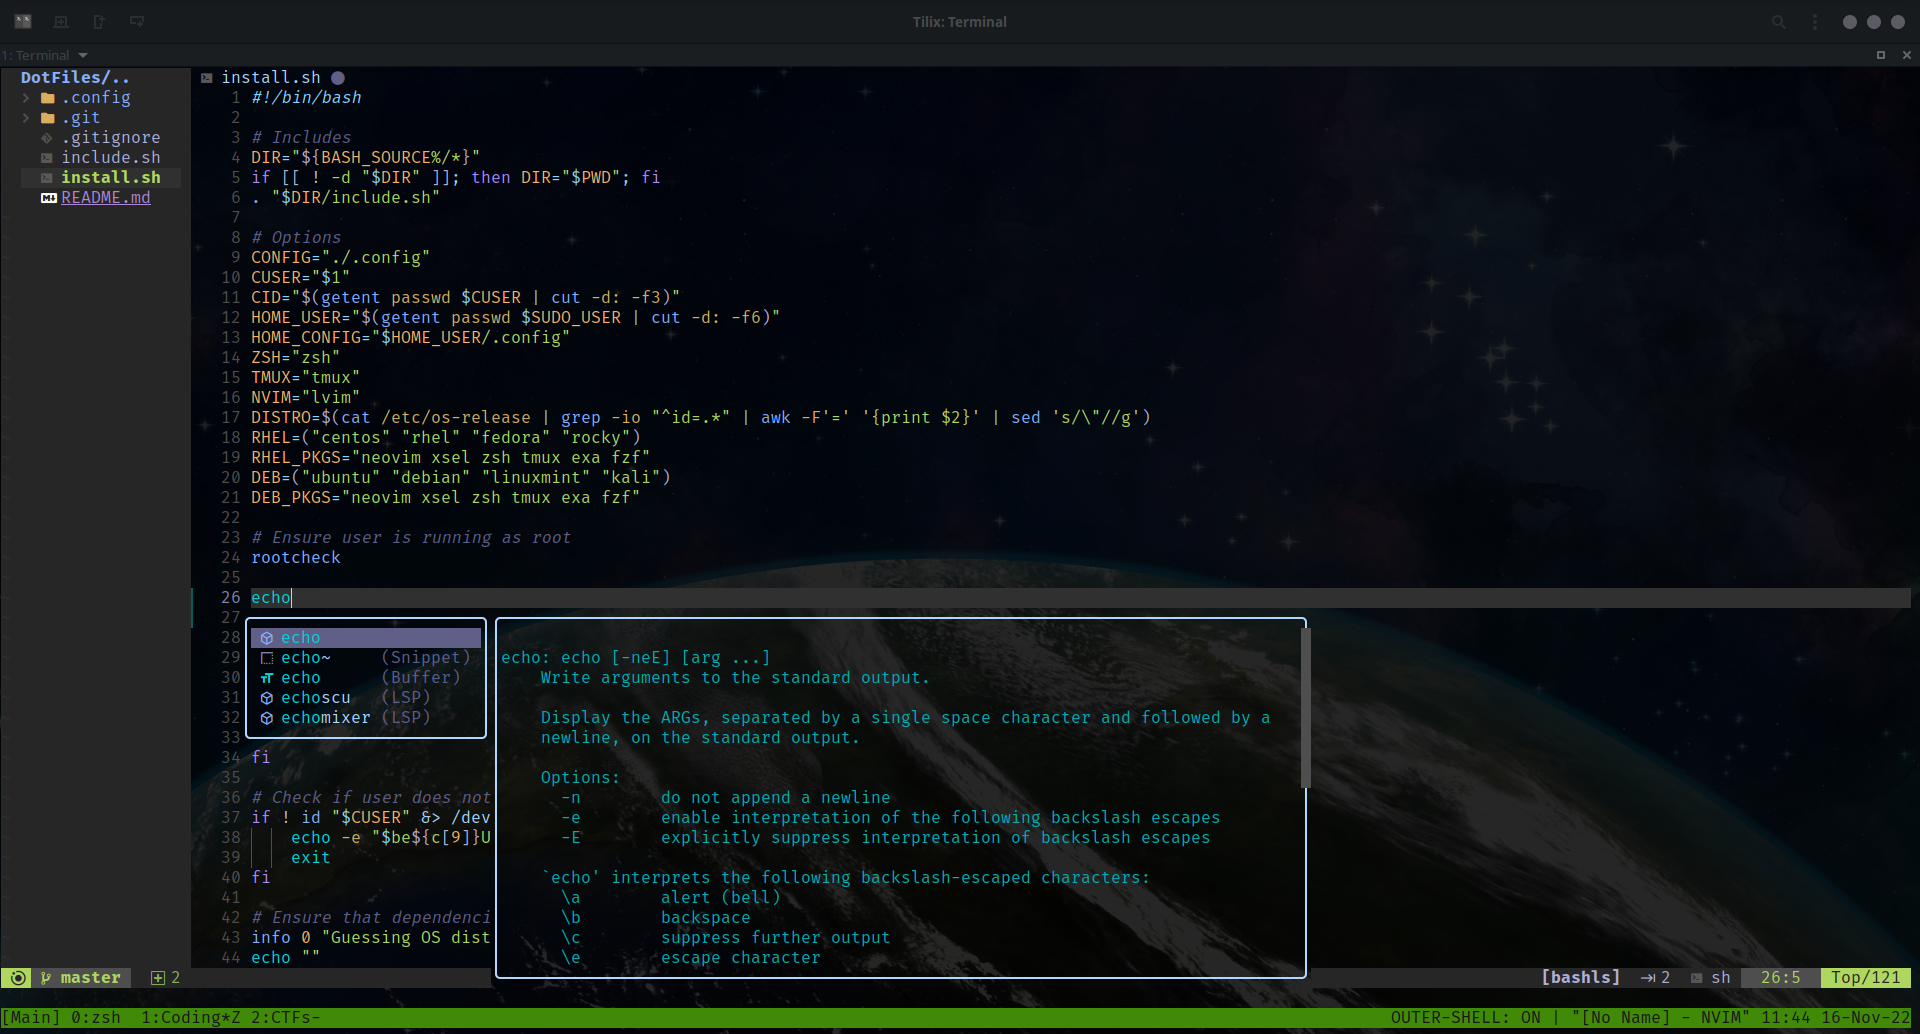 Tilix: Terminal
1: Terminal
DotFiles/..
.config
.git
.gitignore
include.sh
install.sh
README.md
install.sh
1 #!/bin/bash
2
3 # Includes
4 DIR="${BASH_SOURCE%/*}"
5 if [[ ! -d "$DIR" ]]; then DIR="$PWD"; fi
6 . "$DIR/include.sh"
7
8 # Options
9 CONFIG="./.config"
10 CUSER="$1"
11 CID="$(getent passwd $CUSER | cut -d: -f3)"
12 HOME_USER="$(getent passwd $SUDO_USER | cut -d: -f6)"
13 HOME_CONFIG="$HOME_USER/.config"
14 ZSH="zsh"
15 TMUX="tmux"
16 NVIM="lvim"
17 DISTRO=$(cat /etc/os-release | grep -io "^id=.*" | awk -F'=' '{print $2}' | sed 's/\"//g')
18 RHEL=("centos" "rhel" "fedora" "rocky")
19 RHEL_PKGS="neovim xsel zsh tmux exa fzf"
20 DEB=("ubuntu" "debian" "linuxmint" "kali")
21 DEB_PKGS="neovim xsel zsh tmux exa fzf"
22
23 # Ensure user is running as root
24 rootcheck
25
26 echo
27
28
29
30
31
32
33
34 fi
35
36 # Check if user does not
37 if ! id "$CUSER" &> /dev
38 echo -e "$be${c[9]}U
39 exit
40 fi
41
42 # Ensure that dependenci
43 info 0 "Guessing OS dist
44 echo ""
echo
echo~ (Snippet)
echo (Buffer)
echoscu (LSP)
echomixer (LSP)
echo: echo [-neE] [arg ...]
Write arguments to the standard output.
Display the ARGs, separated by a single space character and followed by a
newline, on the standard output.
Options:
-n do not append a newline
-e enable interpretation of the following backslash escapes
-E explicitly suppress interpretation of backslash escapes
`echo' interprets the following backslash-escaped characters:
\a alert (bell)
\b backspace
\c suppress further output
\e escape character
master 2 [bashls] 2 sh 26:5 Top/121
[Main] 0:zsh 1:Coding*Z 2:CTFs- OUTER-SHELL: ON | "[No Name] - NVIM" 11:44 16-Nov-22